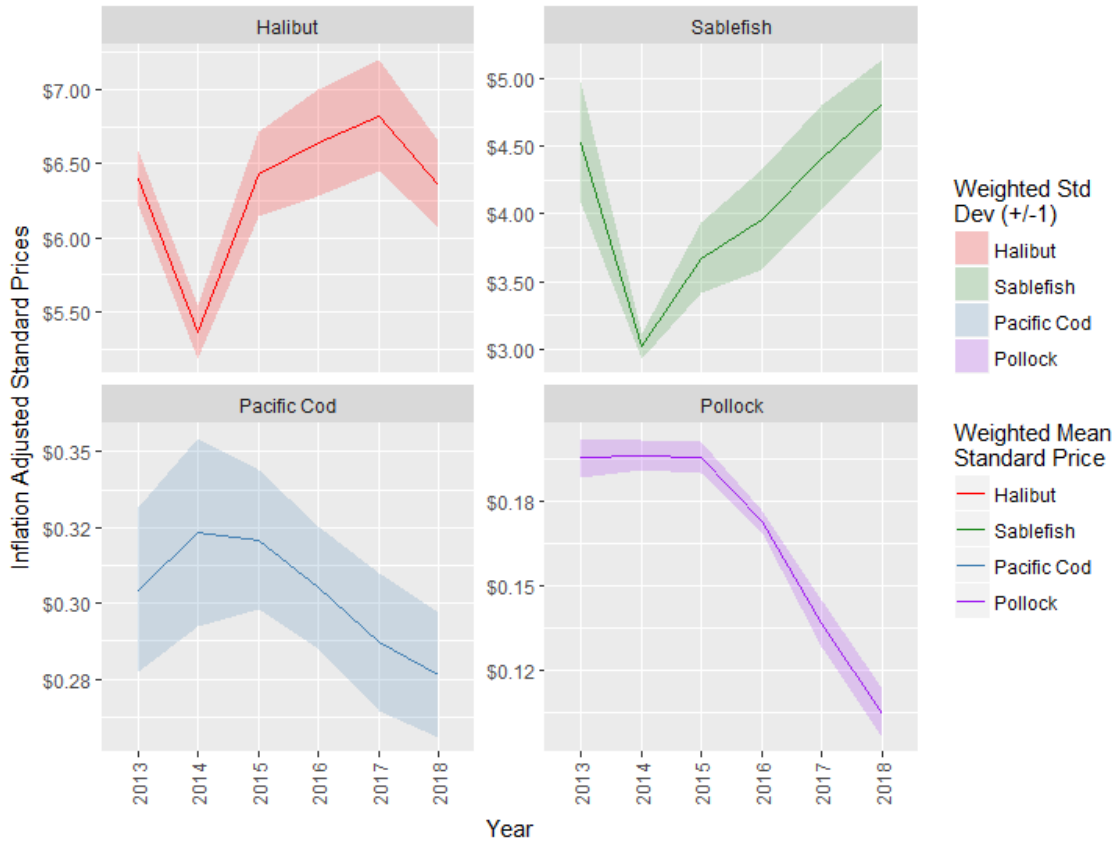 Halibut
Sablefish
$7.00
$6.50
$6.00
$5.50
$5.00
$4.50
$4.00
$3.50
$3.00
Pacific Cod
Pollock
$0.35
$0.32
$0.30
$0.28
$0.18
$0.15
$0.12
2013
2014
2015
2016
2017
2018
2013
2014
2015
2016
2017
2018
Year
Inflation Adjusted Standard Prices
Weighted Std
Dev (+/-1)
Halibut
Sablefish
Pacific Cod
Pollock
Weighted Mean
Standard Price
Halibut
Sablefish
Pacific Cod
Pollock